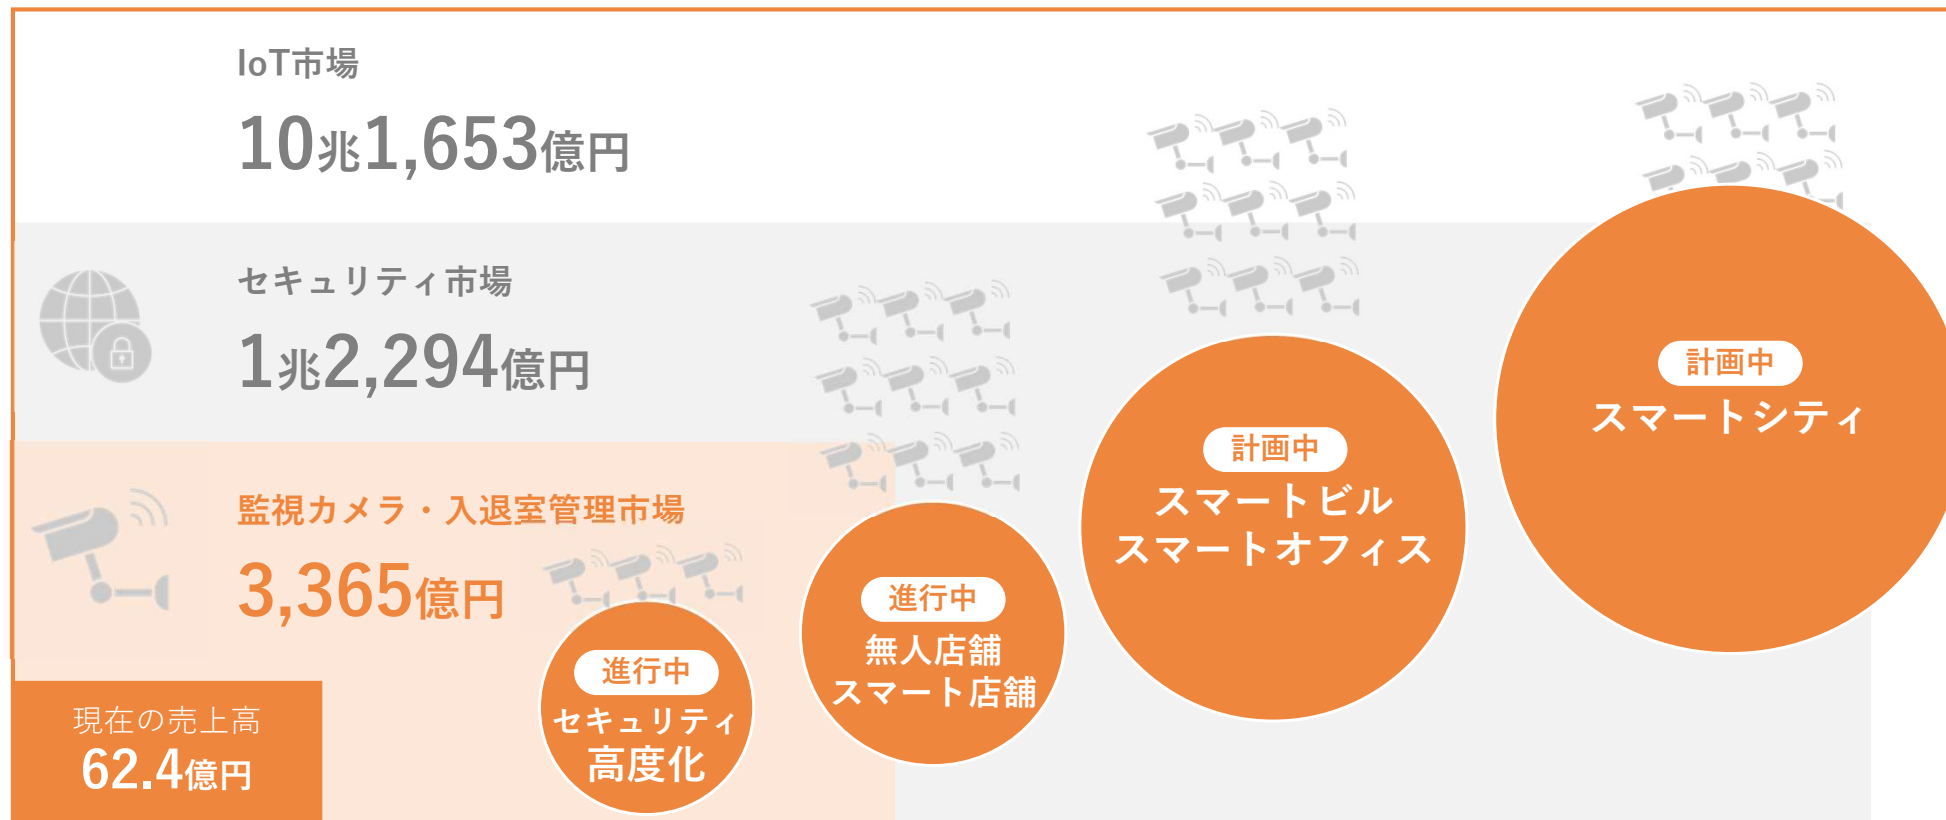 IoT市場
10兆1,653億円
セキュリティ市場
1兆2,294億円
監視カメラ・入退室管理市場
3,365億円
現在の売上高
62.4億円
進行中
セキュリティ
高度化
進行中
無人店舗
スマート店舗
計画中
スマートビル
スマートオフィス
計画中
スマートシティ